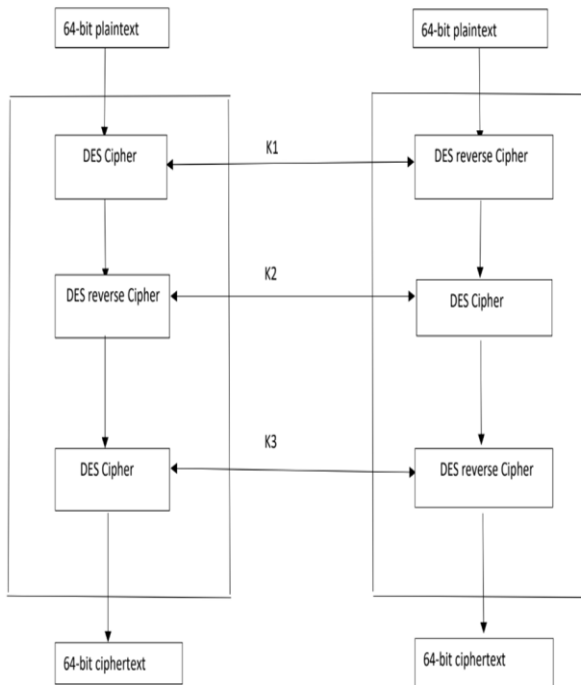 64-bit plaintext
64-bit plaintext
DES Cipher
K1
DES reverse Cipher
DES reverse Cipher
K2
DES Cipher
DES Cipher
K3
DES reverse Cipher
64-bit ciphertext
64-bit ciphertext